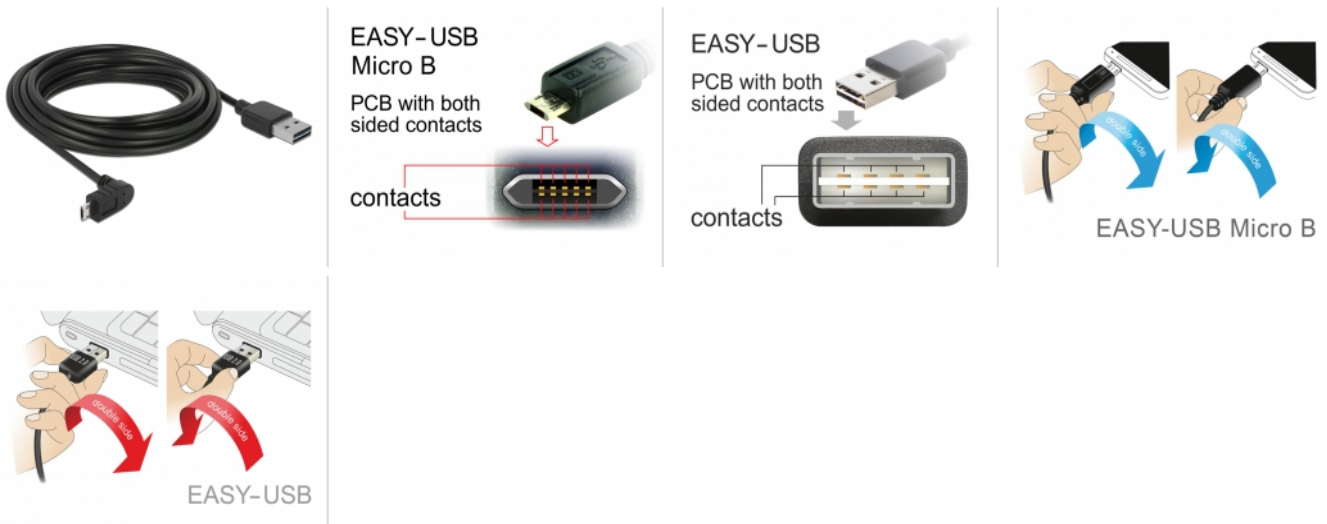 EASY-USB
Micro B
PCB with both
sided contacts
contacts
EASY-USB
PCB with both
sided contacts
contacts
double side
double side
EASY-USB Micro B
double side
double side
EASY-USB